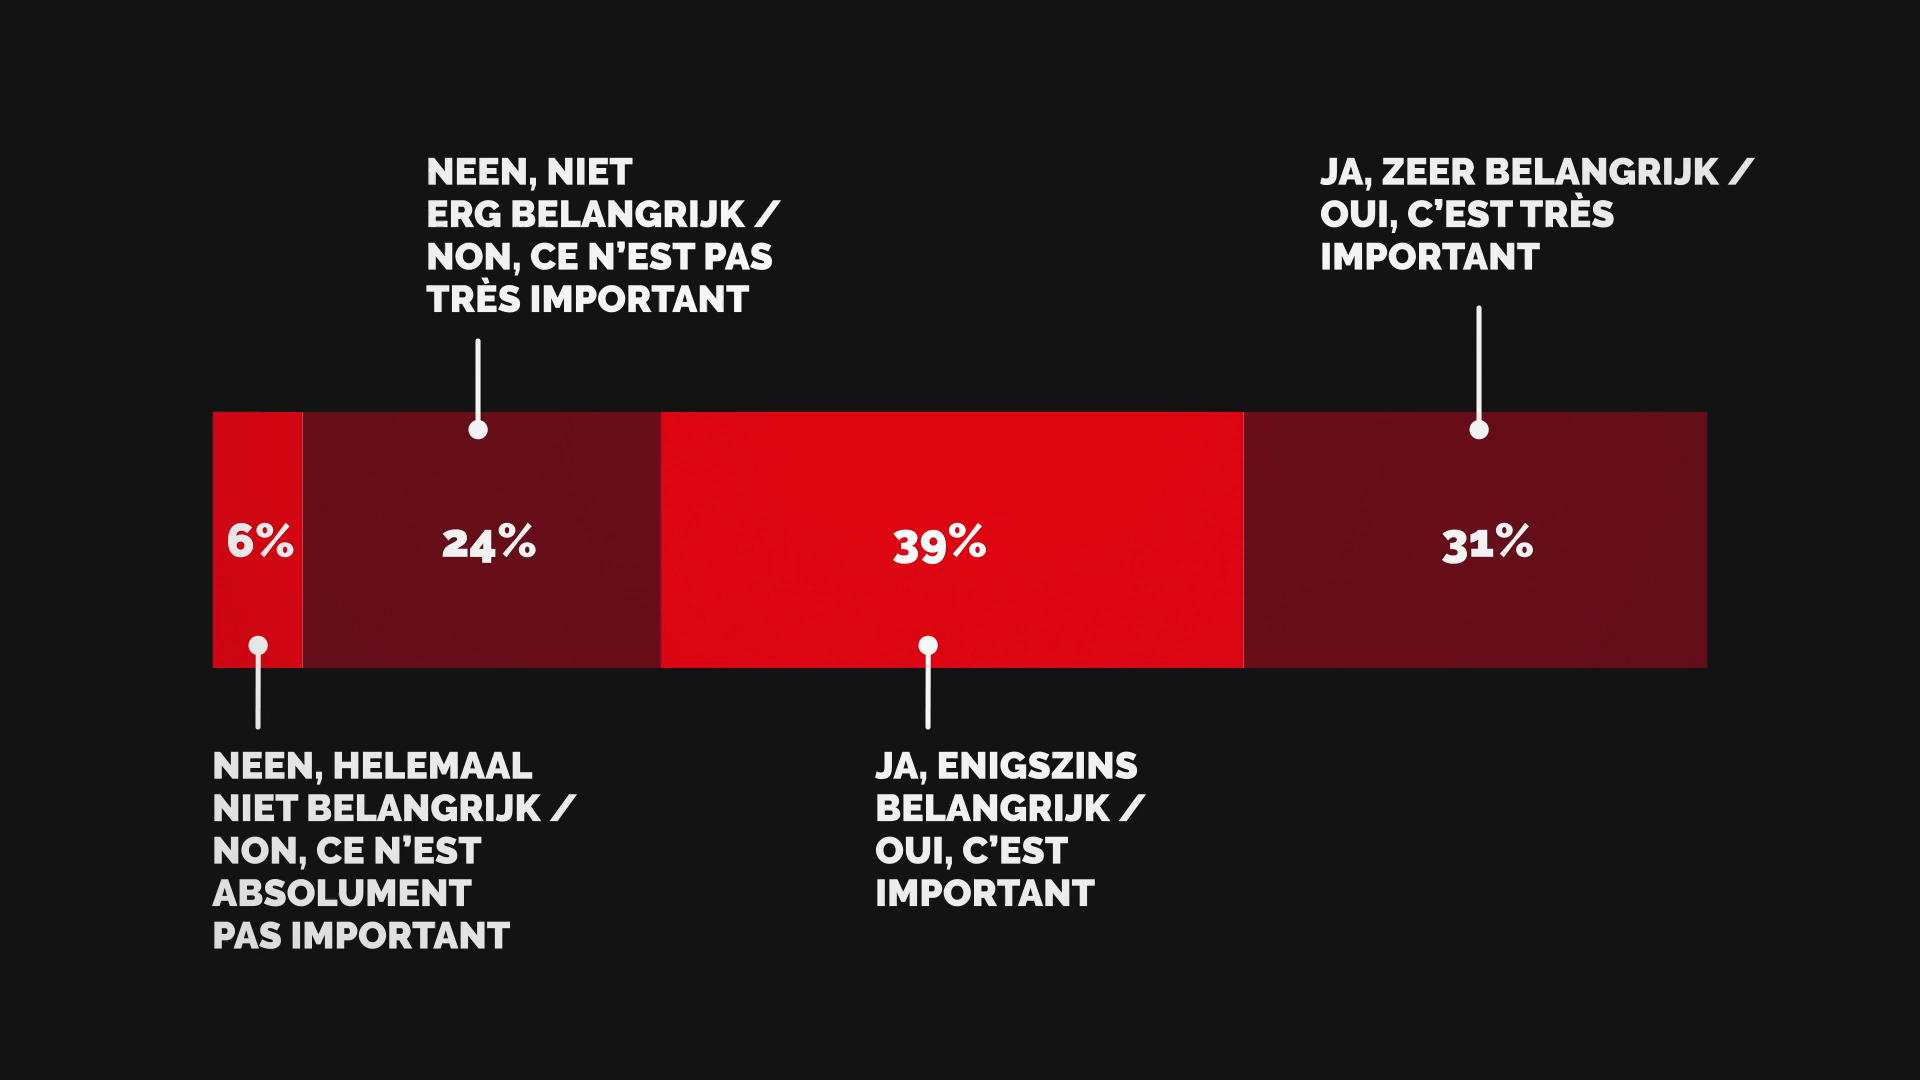 NEEN, NIET
ERG BELANGRIJK /
NON, CE N’EST PAS
TRÈS IMPORTANT
JA, ZEER BELANGRIJK /
OUI, C’EST TRÈS
IMPORTANT
6%
24%
39%
31%
NEEN, HELEMAAL
NIET BELANGRIJK /
NON, CE N’EST
ABSOLUMENT
PAS IMPORTANT
JA, ENIGSZINS
BELANGRIJK /
OUI, C’EST
IMPORTANT